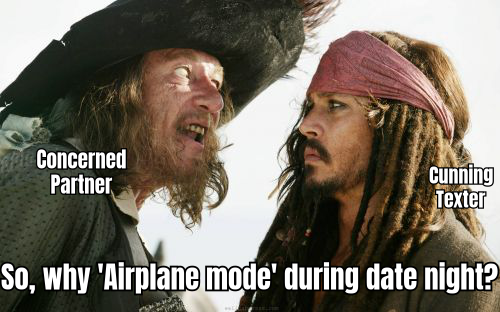 Concerned
Partner
Cunning
Texter
So, why 'Airplane mode' during date night?